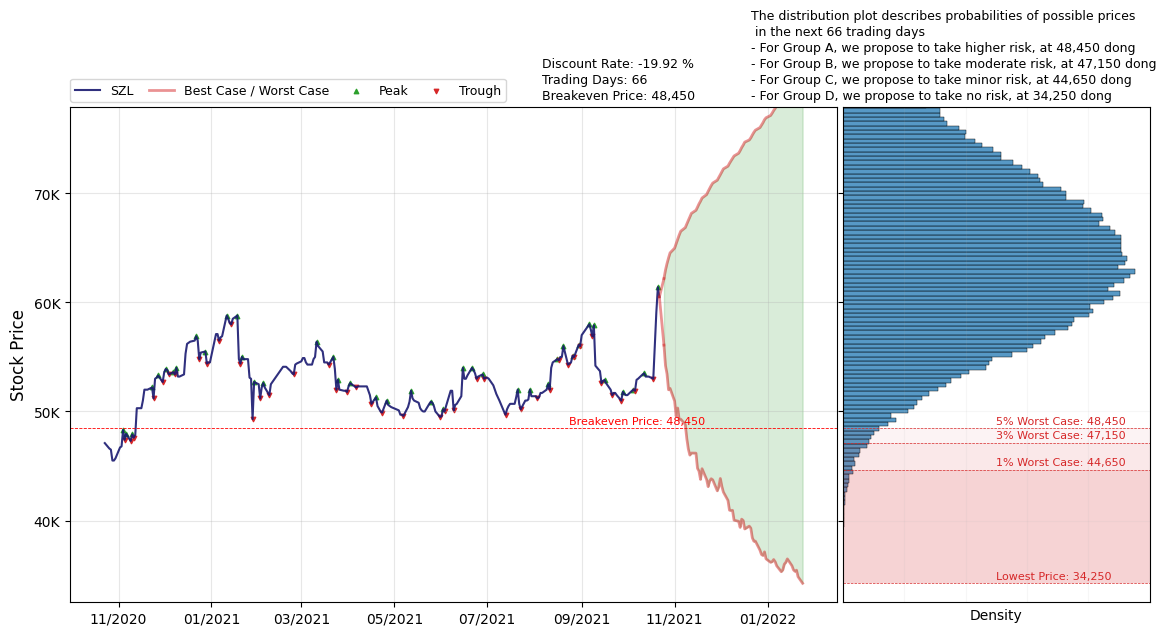 The distribution plot describes probabilities of possible prices
in the next 66 trading days
- For Group A, we propose to take higher risk, at 48,450 dong
- For Group B, we propose to take moderate risk, at 47,150 dong
- For Group C, we propose to take minor risk, at 44,650 dong
- For Group D, we propose to take no risk, at 34,250 dong
Discount Rate: -19.92 %
Trading Days: 66
Breakeven Price: 48,450
SZL Best Case / Worst Case Peak Trough
Stock Price
70K
60K
50K
40K
Breakeven Price: 48,450
5% Worst Case: 48,450
3% Worst Case: 47,150
1% Worst Case: 44,650
Lowest Price: 34,250
11/2020 01/2021 03/2021 05/2021 07/2021 09/2021 11/2021 01/2022
Density